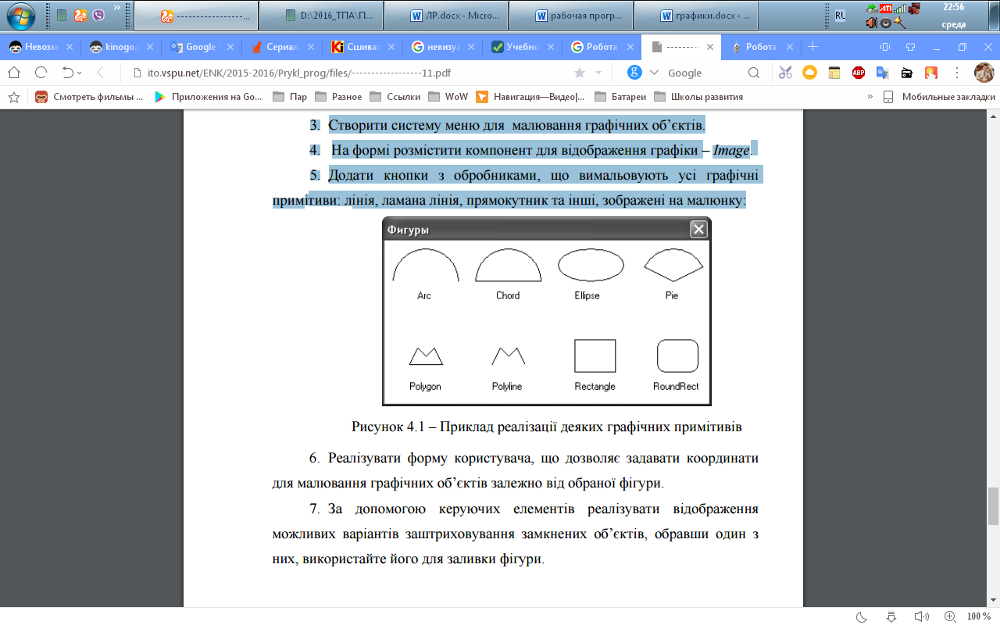 »
------------------...
D:\2016_ТПА\П...
ЛР.docx - Micro...
рабочая прогр...
графики.docx - ...
RU
22:56
среда
Невозм
kinogo.c
Google
Сериал
Сшиват
невизуа
Учебно
Робота
--------
Робота
ito.vspu.net/ENK/2015-2016/Prykl_prog/files/------------------11.pdf
Google
ABP
Смотреть фильмы ...
Приложения на Go...
Пар
Разное
Ссылки
WoW
Навигация—Видео|...
Батареи
Школы развития
»
Мобильные закладки
3. Створити систему меню для малювання графічних об’єктів.
4. На формі розмістити компонент для відображення графіки – Image.
5. Додати кнопки з обробниками, що вимальовують усі графічні
примітиви: лінія, ламана лінія, прямокутник та інші, зображені на малюнку:
Фигуры
Arc Chord Ellipse Pie
Polygon Polyline Rectangle RoundRect
Рисунок 4.1 – Приклад реалізації деяких графічних примітивів
6. Реалізувати форму користувача, що дозволяє задавати координати
для малювання графічних об’єктів залежно від обраної фігури.
7. За допомогою керуючих елементів реалізувати відображення
можливих варіантів заштриховування замкнених об’єктів, обравши один з
них, використайте його для заливки фігури.
100 %